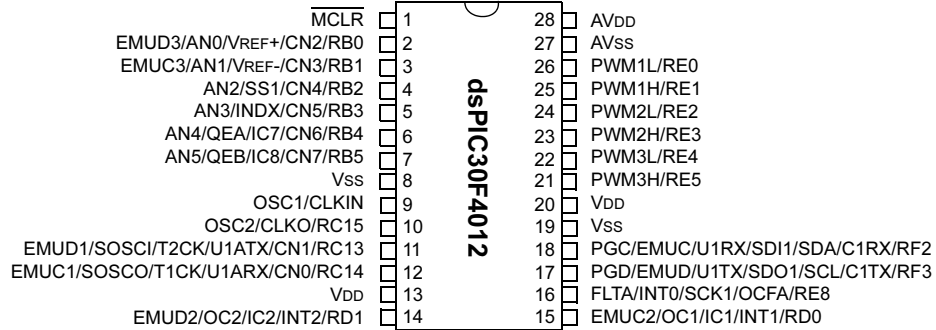 MCLR 1 28 AVDD
EMUD3/AN0/VREF+/CN2/RB0 2 27 AVSS
EMUC3/AN1/VREF-/CN3/RB1 3 26 PWM1L/RE0
AN2/SS1/CN4/RB2 4 25 PWM1H/RE1
AN3/INDX/CN5/RB3 5 24 PWM2L/RE2
AN4/QEA/IC7/CN6/RB4 6 23 PWM2H/RE3
AN5/QEB/IC8/CN7/RB5 7 22 PWM3L/RE4
VSS 8 21 PWM3H/RE5
OSC1/CLKIN 9 20 VDD
OSC2/CLKO/RC15 10 19 VSS
EMUD1/SOSCI/T2CK/U1ATX/CN1/RC13 11 18 PGC/EMUC/U1RX/SDI1/SDA/C1RX/RF2
EMUC1/SOSCO/T1CK/U1ARX/CN0/RC14 12 17 PGD/EMUD/U1TX/SDO1/SCL/C1TX/RF3
VDD 13 16 FLTA/INT0/SCK1/OCFA/RE8
EMUD2/OC2/IC2/INT2/RD1 14 15 EMUC2/OC1/IC1/INT1/RD0
dsPIC30F4012